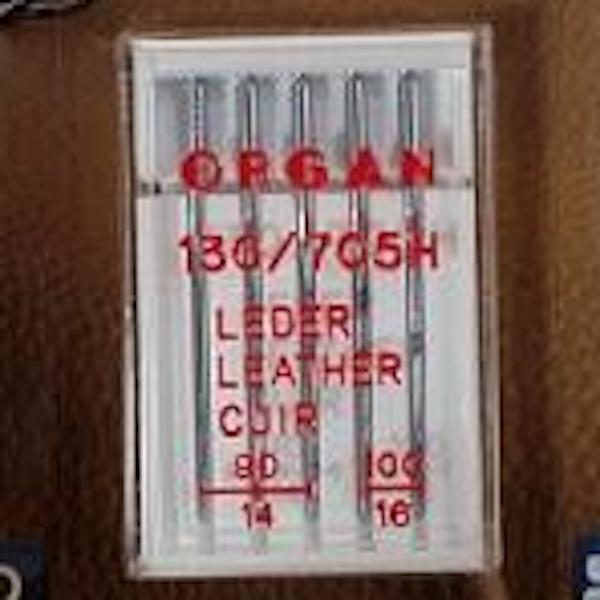 ORGAN
130/705H
LEDER
LEATHER
CUIR
90 100
14 16